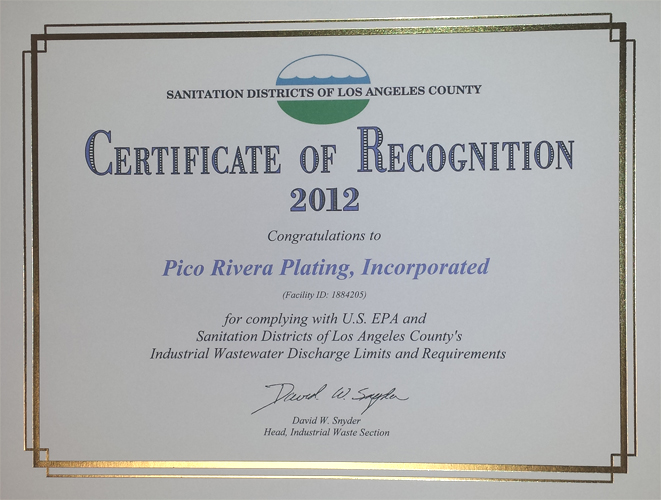 SANITATION DISTRICTS OF LOS ANGELES COUNTY
CERTIFICATE OF RECOGNITION
2012
Congratulations to
Pico Rivera Plating, Incorporated
(Facility ID: 1884205)
for complying with U.S. EPA and
Sanitation Districts of Los Angeles County's
Industrial Wastewater Discharge Limits and Requirements
David W. Snyder
David W. Snyder
Head, Industrial Waste Section